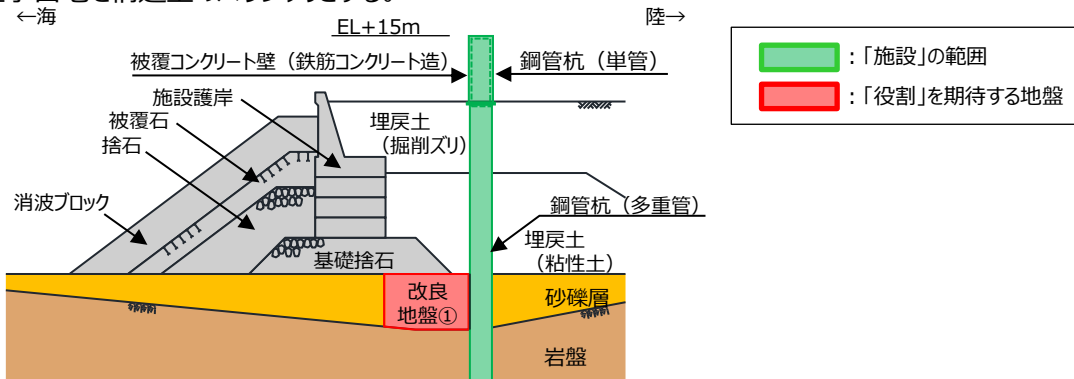 ←海
陸→
EL+15m
被覆コンクリート壁（鉄筋コンクリート造）
鋼管杭（単管）
：「施設」の範囲
：「役割」を期待する地盤
施設護岸
被覆石
捨石
埋戻土
（掘削ズリ）
消波ブロック
鋼管杭（多重管）
埋戻土
（粘性土）
基礎捨石
改良
地盤①
砂礫層
岩盤